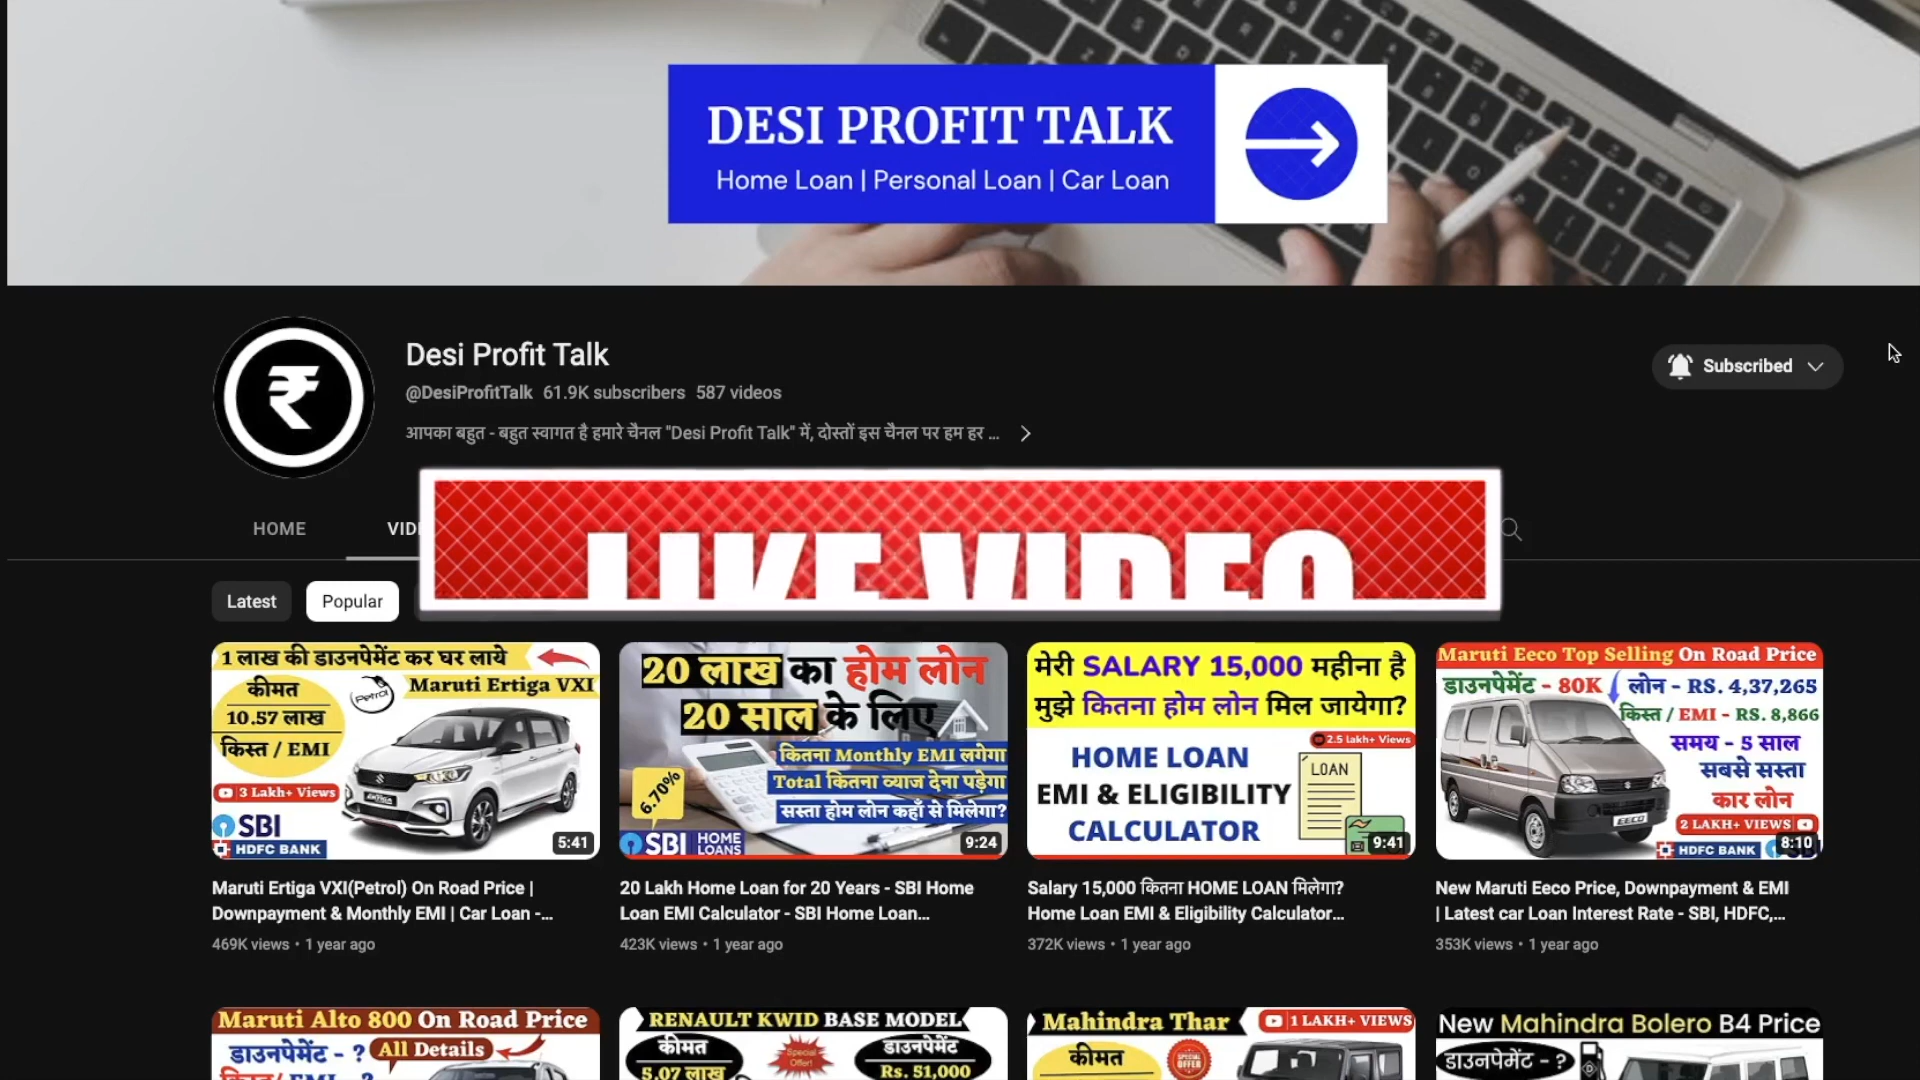 DESI PROFIT TALK
Home Loan | Personal Loan | Car Loan
Desi Profit Talk
@DesiProfitTalk 61.9K subscribers 587 videos
आपका बहुत - बहुत स्वागत है हमारे चैनल "Desi Profit Talk" में, दोस्तों इस चैनल पर हम हर ...
Subscribed
HOME
LIKE VIDEO
Latest
Popular
1 लाख की डाउनपेमेंट कर घर लाये
कीमत
10.57 लाख
किस्त / EMI
Petrol
Maruti Ertiga VXI
3 Lakh+ Views
SBI
HDFC BANK
5:41
Maruti Ertiga VXI(Petrol) On Road Price |
Downpayment & Monthly EMI | Car Loan -...
469K views • 1 year ago
20 लाख का होम लोन
20 साल के लिए
कितना Monthly EMI लगेगा
Total कितना व्याज देना पड़ेगा
सस्ता होम लोन कहाँ से मिलेगा?
6.70%
SBI HOME LOANS
9:24
20 Lakh Home Loan for 20 Years - SBI Home
Loan EMI Calculator - SBI Home Loan...
423K views • 1 year ago
मेरी SALARY 15,000 महीना है
मुझे कितना होम लोन मिल जायेगा?
2.5 lakh+ Views
HOME LOAN
EMI & ELIGIBILITY
CALCULATOR
LOAN
9:41
Salary 15,000 कितना HOME LOAN मिलेगा?
Home Loan EMI & Eligibility Calculator...
372K views • 1 year ago
Maruti Eeco Top Selling On Road Price
डाउनपेमेंट - 80K
लोन - RS. 4,37,265
किस्त / EMI - RS. 8,866
समय - 5 साल
सबसे सस्ता
कार लोन
2 LAKH+ VIEWS
EECO
HDFC BANK
8:10
New Maruti Eeco Price, Downpayment & EMI
| Latest car Loan Interest Rate - SBI, HDFC,...
353K views • 1 year ago
Maruti Alto 800 On Road Price
डाउनपेमेंट - ? All Details
किस्त/ EMI - ?
RENAULT KWID BASE MODEL
कीमत
5.07 लाख
Special Offer!
डाउनपेमेंट
Rs. 51,000
Mahindra Thar
1 LAKH+ VIEWS
कीमत
SPECIAL OFFER
New Mahindra Bolero B4 Price
डाउनपेमेंट - ?